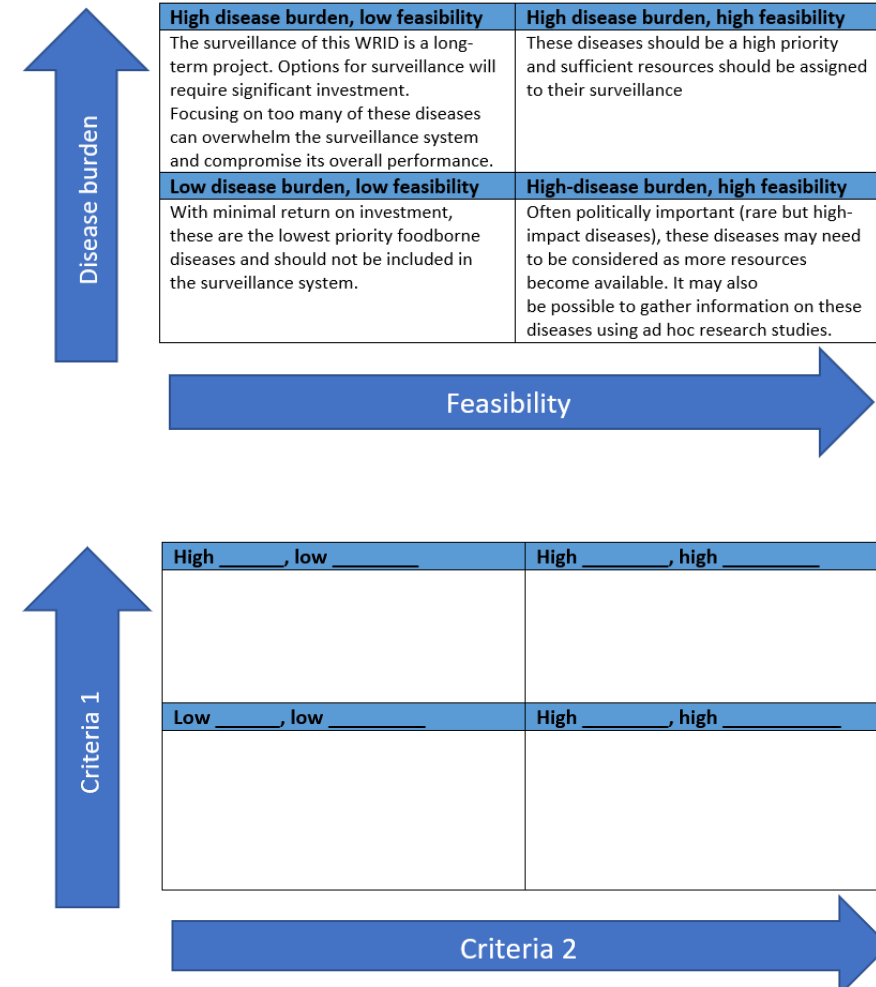 Disease burden
High disease burden, low feasibility
The surveillance of this WRID is a long-
term project. Options for surveillance will
require significant investment.
Focusing on too many of these diseases
can overwhelm the surveillance system
and compromise its overall performance.
High disease burden, high feasibility
These diseases should be a high priority
and sufficient resources should be assigned
to their surveillance
Low disease burden, low feasibility
With minimal return on investment,
these are the lowest priority foodborne
diseases and should not be included in
the surveillance system.
High-disease burden, high feasibility
Often politically important (rare but high-
impact diseases), these diseases may need
to be considered as more resources
become available. It may also
be possible to gather information on these
diseases using ad hoc research studies.
Feasibility
Criteria 1
High ______, low ________
High ________, high _________
Low ______, low _________
High ________, high ___________
Criteria 2